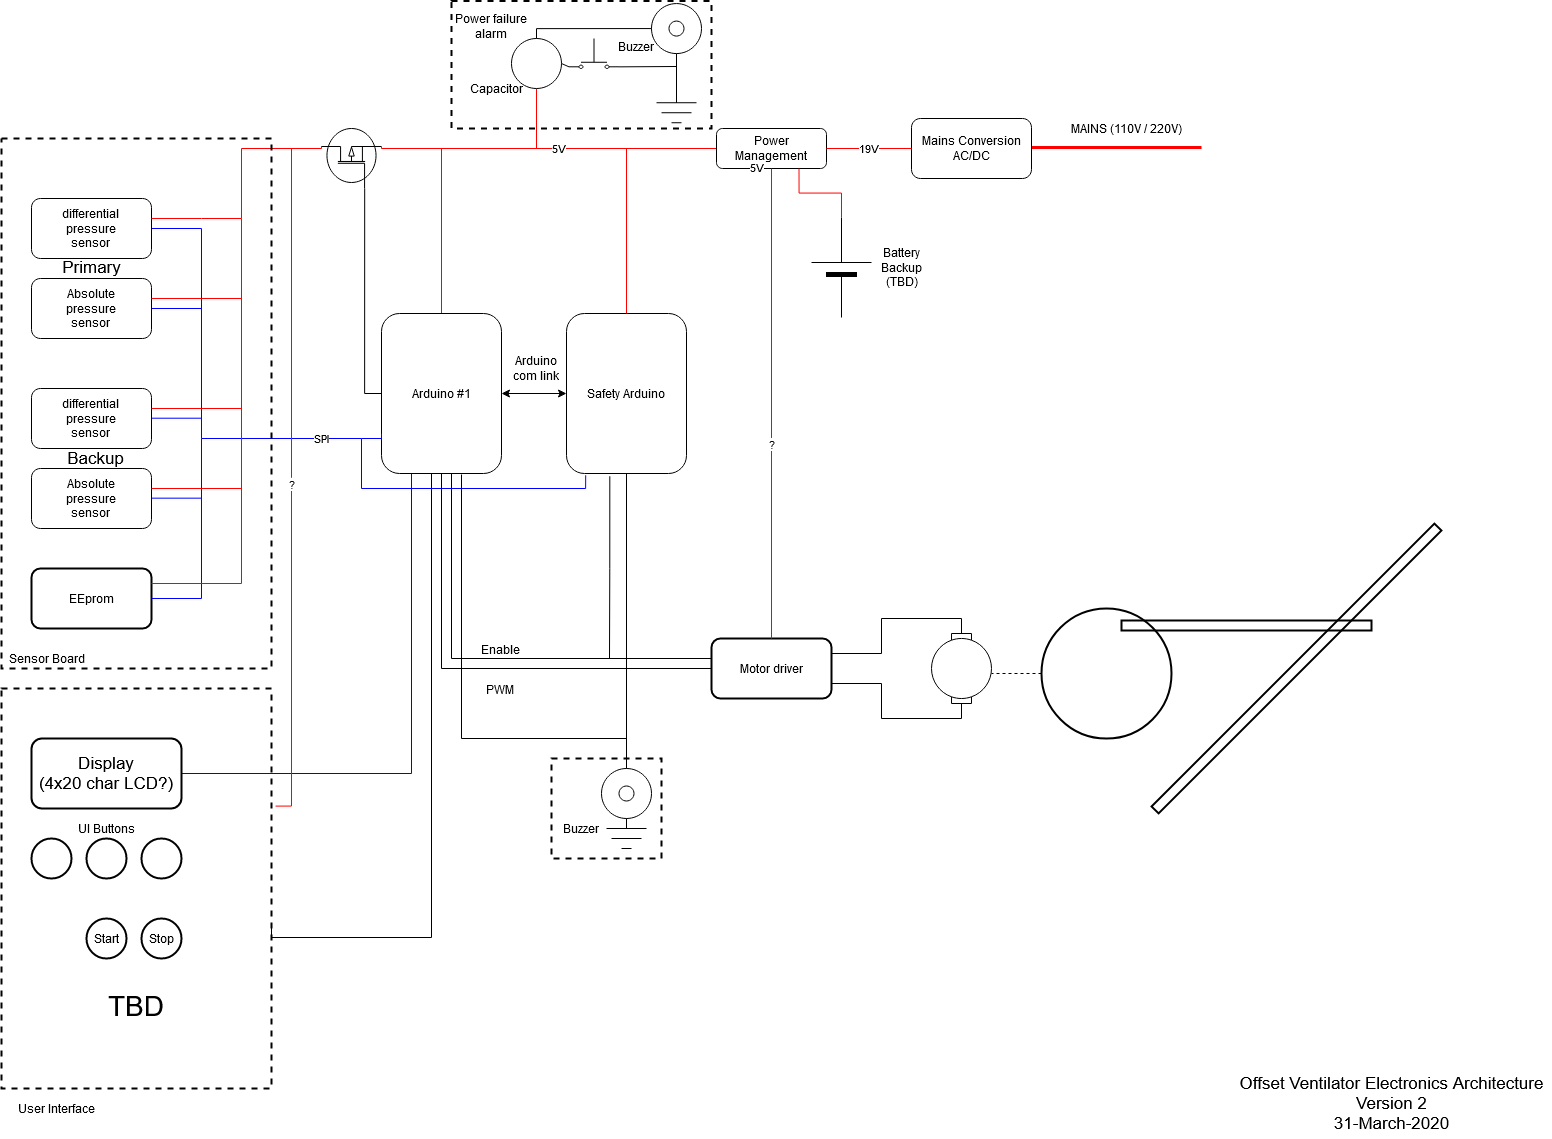 Power failure
alarm
Buzzer
Capacitor
5V
Power
Management
5V
19V
Mains Conversion
AC/DC
MAINS (110V / 220V)
Battery
Backup
(TBD)
differential
pressure
sensor
Primary
Absolute
pressure
sensor
differential
pressure
sensor
Backup
Absolute
pressure
sensor
EEprom
Sensor Board
SPI
?
Arduino #1
Arduino
com link
Safety Arduino
?
Enable
PWM
Motor driver
Buzzer
Display
(4x20 char LCD?)
UI Buttons
Start
Stop
TBD
User Interface
Offset Ventilator Electronics Architecture
Version 2
31-March-2020